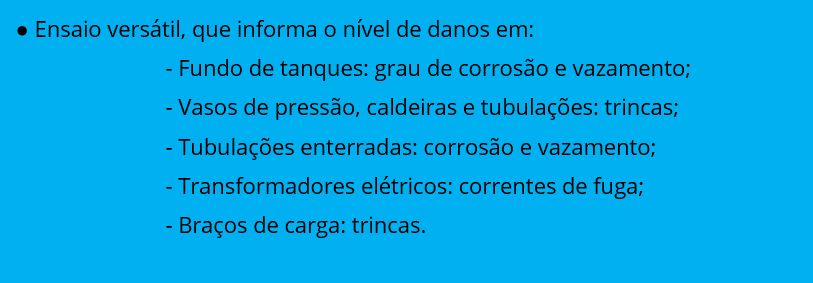 ● Ensaio versátil, que informa o nível de danos em:
- Fundo de tanques: grau de corrosão e vazamento;
- Vasos de pressão, caldeiras e tubulações: trincas;
- Tubulações enterradas: corrosão e vazamento;
- Transformadores elétricos: correntes de fuga;
- Braços de carga: trincas.